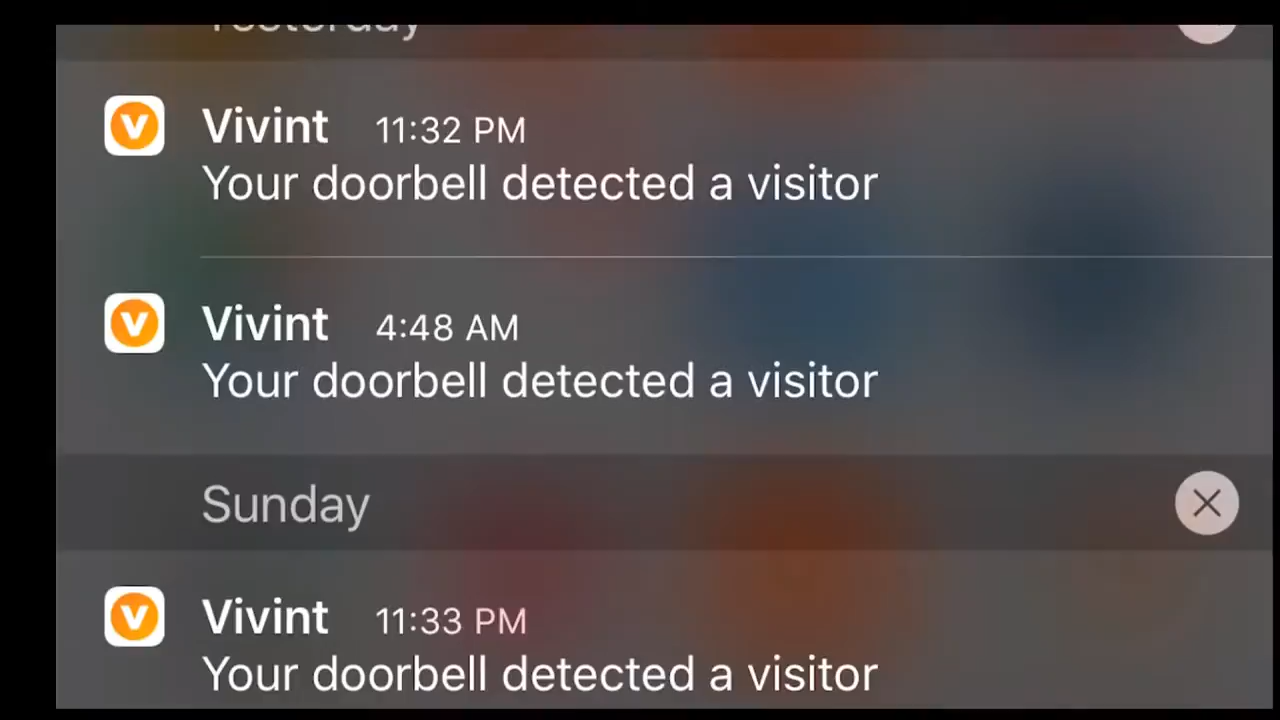 Yesterday
Vivint 11:32 PM
Your doorbell detected a visitor
Vivint 4:48 AM
Your doorbell detected a visitor
Sunday
Vivint 11:33 PM
Your doorbell detected a visitor